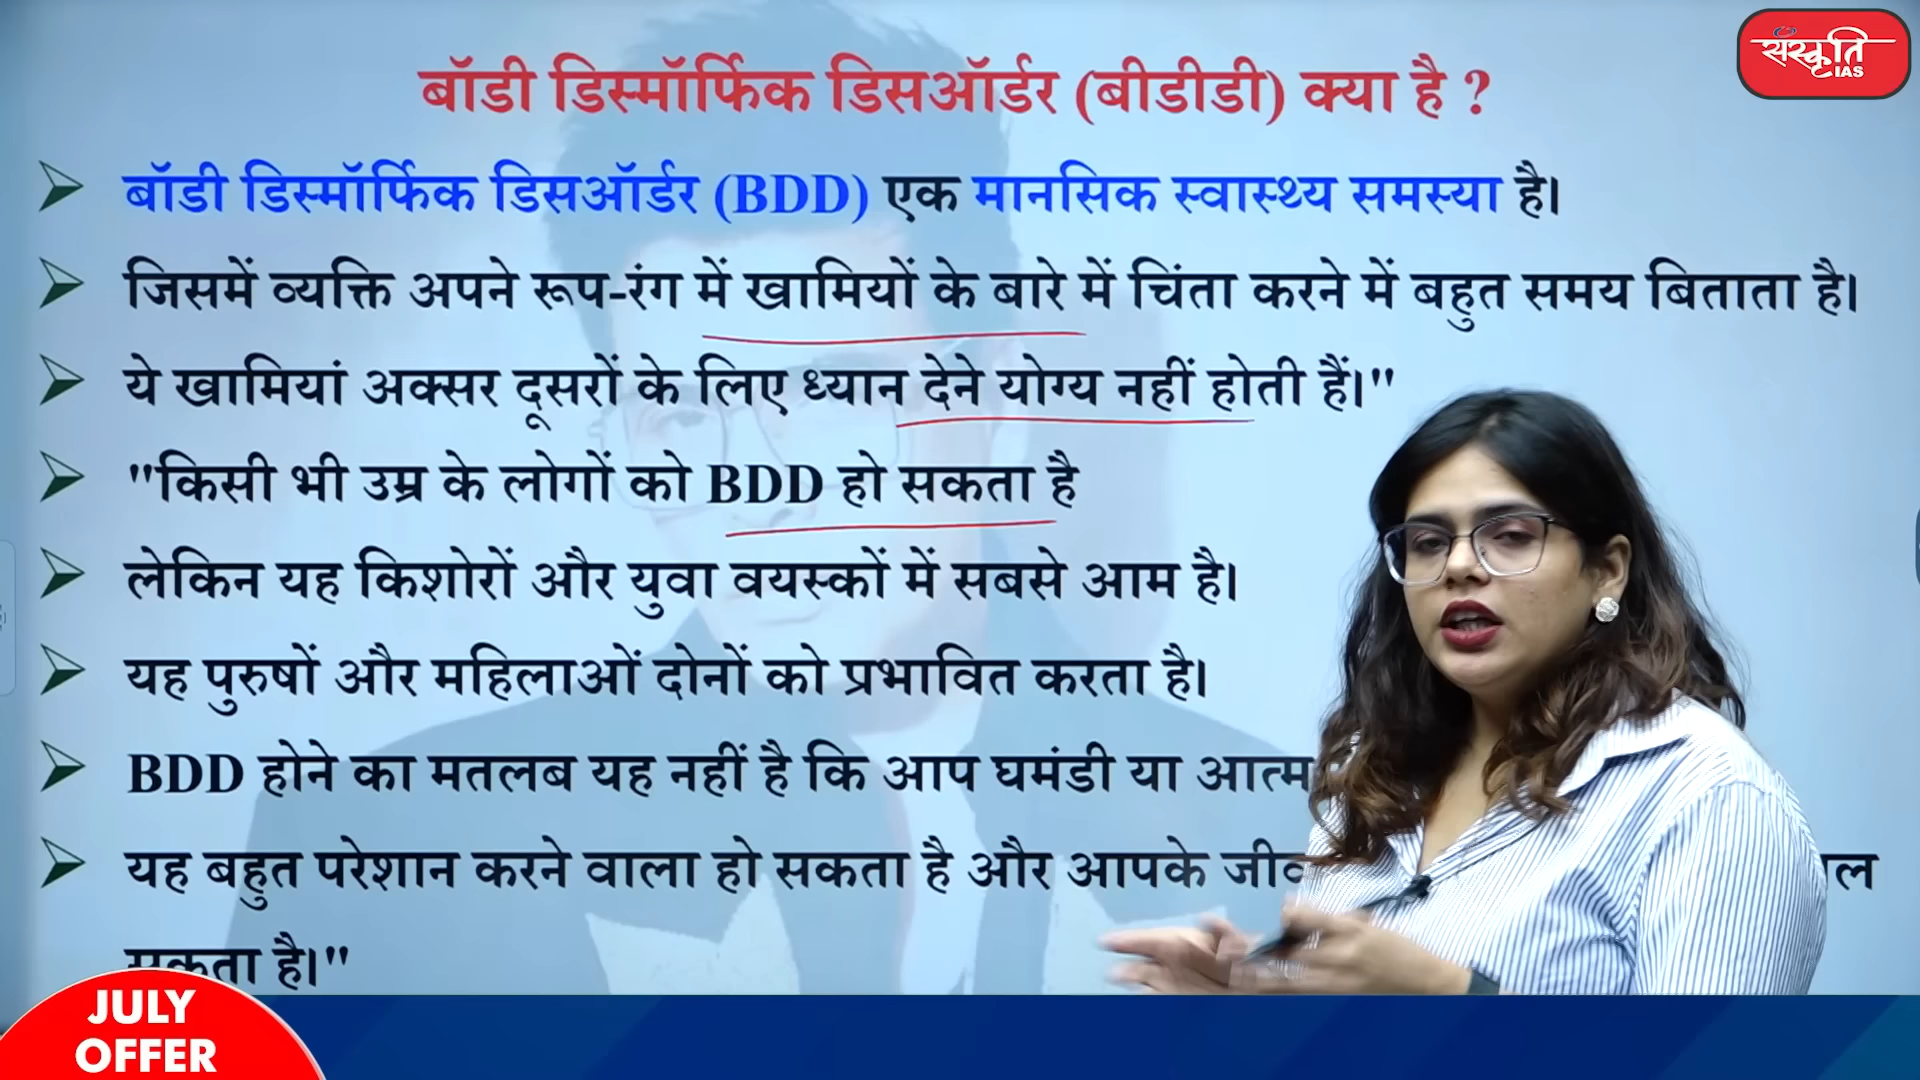 संस्कृति
IAS
बॉडी डिस्मॉर्फिक डिसऑर्डर (बीडीडी) क्या है ?
बॉडी डिस्मॉर्फिक डिसऑर्डर (BDD) एक मानसिक स्वास्थ्य समस्या है।
जिसमें व्यक्ति अपने रूप-रंग में खामियों के बारे में चिंता करने में बहुत समय बिताता है।
ये खामियां अक्सर दूसरों के लिए ध्यान देने योग्य नहीं होती हैं।"
"किसी भी उम्र के लोगों को BDD हो सकता है
लेकिन यह किशोरों और युवा वयस्कों में सबसे आम है।
यह पुरुषों और महिलाओं दोनों को प्रभावित करता है।
BDD होने का मतलब यह नहीं है कि आप घमंडी या आत्म
यह बहुत परेशान करने वाला हो सकता है और आपके
सकता है।"
JULY
OFFER